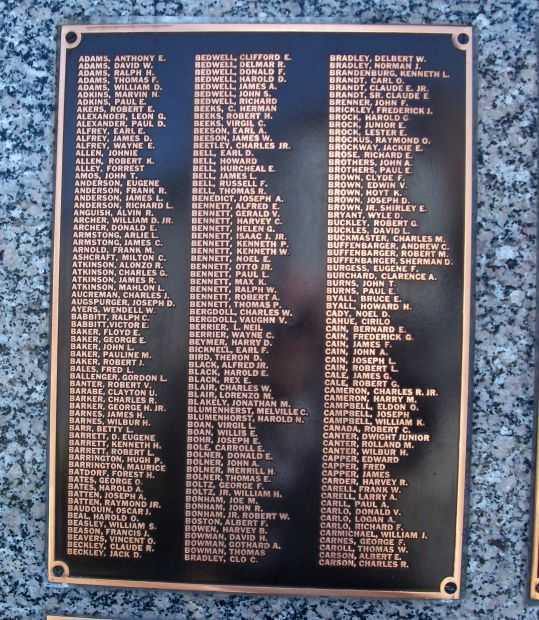 ADAMS, ANTHONY E.
ADAMS, DAVID W.
ADAMS, RALPH H.
ADAMS, THOMAS F.
ADAMS, WILLIAM D.
ADKINS, MARVIN N.
ADKINS, PAUL E.
AKERS, ROBERT E.
ALEXANDER, LEON G.
ALEXANDER, PAUL D.
ALFREY, EARL E.
ALFREY, JAMES D.
ALFREY, WAYNE E.
ALLEN, JOHNIE
ALLEN, ROBERT K.
ALLEY, FORREST
AMOS, JOHN T.
ANDERSON, EUGENE
ANDERSON, FRANK R.
ANDERSON, JAMES L.
ANDERSON, RICHARD L.
ANGUISH, ALVIN R.
ARCHER, WILLIAM D. JR.
ARCHER, DONALD E.
ARMSTONG, ARLIE L.
ARMSTONG, JAMES C.
ARNOLD, FRANK M.
ASHCRAFT, MILTON C.
ATKINSON, ALONZO R.
ATKINSON, CHARLES G.
ATKINSON, JAMES R.
ATKINSON, MAHLON L.
AUCREMAN, CHARLES J.
AUGSPURGER, JOSEPH D.
AYERS, WENDELL W.
BABBITT, RALPH F.
BABBITT,VICTOR E.
BAKER, FLOYD E.
BAKER, GEORGE E.
BAKER, JOHN L.
BAKER, PAULINE M.
BAKER, ROBERT J.
BALES, FRED L.
BALLENGER, GORDON L.
BANTER, ROBERT V.
BARABE, CLAYTON U.
BARKER, CHARLES R.
BARKER, GEORGE H. JR.
BARNES, JAMES H.
BARNES, WILBUR H.
BARR, BETTY L.
BARRETT, D. EUGENE
BARRETT, KENNETH H.
BARRETT, ROBERT L.
BARRINGTON, HUGH P.
BARRINGTON, MAURICE
BATDORF, FOREST H.
BATES, GEORGE O.
BATES, HAROLD A.
BATTEN, JOSEPH A.
BATTEN, RAYMOND JR.
BAUDOUIN, OSCAR J.
BEAL, HAROLD O.
BEASLEY, WILLIAM S.
BEASON, FRANCIS J.
BEAVERS, VINCENT O.
BECKLEY, CLAUDE R.
BECKLEY, JACK D.
BEDWELL, CLIFFORD E.
BEDWELL, DELMAR R.
BEDWELL, DONALD F.
BEDWELL, HAROLD D.
BEDWELL, JAMES A.
BEDWELL, JOHN S.
BEDWELL, RICHARD
BEEKS, C. HERMAN
BEEKS, ROBERT H.
BEEKS, VIRGIL C.
BEESON, EARL A.
BEESON, JAMES W.
BEETLEY, CHARLES JR.
BELL, EARL D.
BELL, HOWARD
BELL, HURCHEAL E.
BELL, JAMES L.
BELL, RUSSELL F.
BELL, THOMAS R.
BENEDICT, JOSEPH A.
BENNETT, ALFRED E.
BENNETT, GERALD V.
BENNETT, HARVEY C.
BENNETT, HELEN G.
BENNETT, ISAAC J. JR.
BENNETT, KENNETH P.
BENNETT, KENNETH W.
BENNETT, NOEL E.
BENNETT, OTTO JR.
BENNETT, PAUL L.
BENNETT, MAX K.
BENNETT, RALPH W.
BENNETT, ROBERT A.
BENNETT, THOMAS P.
BERGDOLL, CHARLES W.
BERGDOLL, VAUGHN V.
BERRIER, L. NEIL
BERRIER, WAYNE C.
BEYMER, HARRY D.
BICKNELL, EARL F.
BIRD, THERON D.
BLACK, ALFRED JR.
BLACK, HAROLD E.
BLACK, REX E.
BLAIR, CHARLES W.
BLAIR, LORENZO M.
BLAKELY, JONATHAN M.
BLUMENHERST, MELVILLE C.
BLUMENHORST, HAROLD N.
BOAN, VIRGIL L.
BOAN, WILLIS I.
BOHR, JOSEPH E.
BOLE, CARROLL E.
BOLNER, DONALD E.
BOLNER, JOHN A.
BOLNER, MERRILL H.
BOLNER, THOMAS E.
BOLTZ, GEORGE F.
BOLTZ, JR. WILLIAM H.
BONHAM, JOE M.
BONHAM, JOHN R.
BONHAM, JR. ROBERT W.
BOSTON, ALBERT F.
BOWEN, HARVEY B.
BOWMAN, DAVID H.
BOWMAN, GOTHARD A.
BOWMAN, THOMAS
BRADLEY, CLO C.
BRADLEY, DELBERT W.
BRADLEY, NORMAN J.
BRANDENBURG, KENNETH L.
BRANDT, CARL O.
BRANDT, CLAUDE E. JR.
BRANDT, SR. CLAUDE E.
BRENNER, JOHN F.
BRICKLEY, FREDERICK J.
BROCK, HAROLD G.
BROCK, JUNIOR E.
BROCK, LESTER E.
BROCKUS, RAYMOND O.
BROCKWAY, JACKIE E.
BROSE, RICHARD E.
BROTHERS, JOHN A.
BROTHERS, PAUL E.
BROWN, CLYDE F.
BROWN, EDWIN V.
BROWN, HOYT K.
BROWN, JOSEPH D.
BROWN, JR. SHIRLEY E.
BRYANT, WYLE D.
BUCKLEY, ROBERT G.
BUCKLES, DAVID L.
BUCKMASTER, CHARLES M.
BUFFENBARGER, ANDREW C.
BUFFENBARGER, ROBERT M.
BUFFENBARGER, SHERMAN D.
BURGESS, EUGENE F.
BURCHARD, CLARENCE A.
BURNS, JOHN T.
BURNS, PAUL E.
BYALL, BRUCE E.
BYALL, HOWARD H.
CADY, NOEL D.
CAHUE, CIRILO
CAIN, BERNARD E.
CAIN, FREDERICK G.
CAIN, JAMES F.
CAIN, JOHN A.
CAIN, JOSEPH L.
CAIN, ROBERT L.
CALE, JAMES G.
CALE, ROBERT G.
CAMERON, CHARLES R. JR.
CAMERON, HARRY M.
CAMPBELL, ELDON O.
CAMPBELL, JOSEPH
CAMPBELL, WILLIAM K.
CANADA, ROBERT C.
CANTER, DWIGHT JUNIOR
CANTER, ROLLAND M.
CANTER, WILBUR H.
CAPPER, EDWARD
CAPPER, FRED
CAPPER, JAMES
CARDER, HARVEY R.
CARELL, FRANK W.
CARELL, LARRY A.
CARLL, PAUL A.
CARLO, DONALD V.
CARLO, LOGAN A.
CARLO, RICHARD F.
CARMICHAEL, WILLIAM J.
CARNES, GEORGE F.
CAROLL, THOMAS W.
CARSON, ALBERT E.
CARSON, CHARLES R.